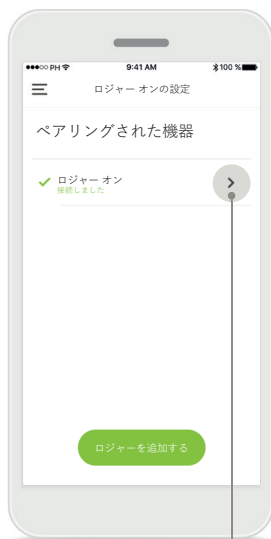 PH 9:41 AM 100 %
ロジャー オンの設定
ペアリングされた機器
ロジャー オン
接続しました
ロジャーを追加する